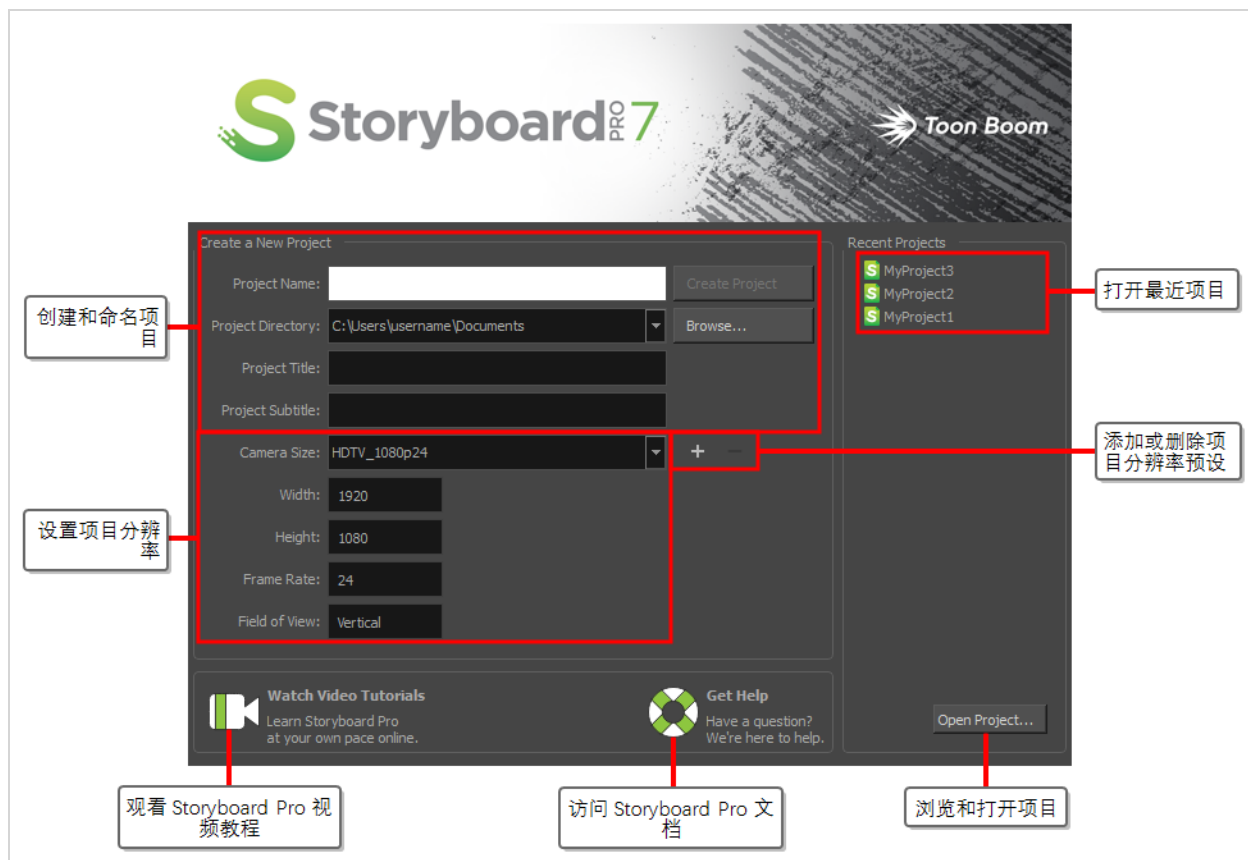 Storyboard PRO 7
Toon Boom
Create a New Project
Project Name:
Create Project
Project Directory: C:\Users\username\Documents
Browse...
Project Title:
Project Subtitle:
Camera Size: HDTV_1080p24
+ −
Width: 1920
Height: 1080
Frame Rate: 24
Field of View: Vertical
Recent Projects
MyProject3
MyProject2
MyProject1
Watch Video Tutorials
Learn Storyboard Pro
at your own pace online.
Get Help
Have a question?
We're here to help.
Open Project...
创建和命名项
目
设置项目分辨
率
打开最近项目
添加或删除项
目分辨率预设
观看 Storyboard Pro 视
频教程
访问 Storyboard Pro 文
档
浏览和打开项目